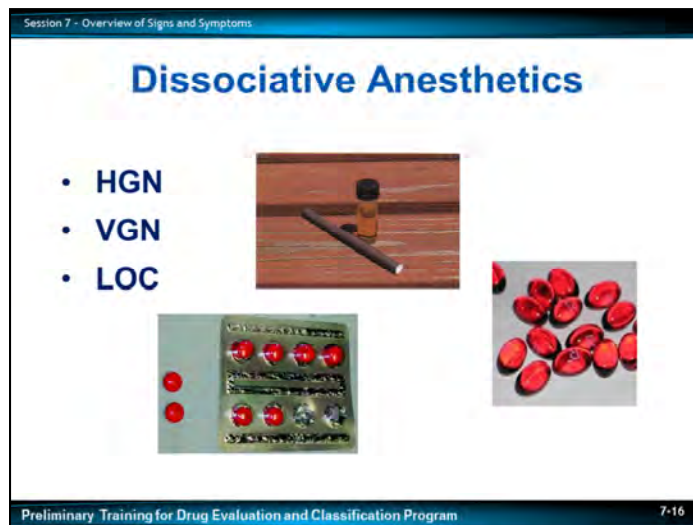 Session 7 - Overview of Signs and Symptoms
Dissociative Anesthetics
• HGN
• VGN
• LOC
Preliminary Training for Drug Evaluation and Classification Program
7-16